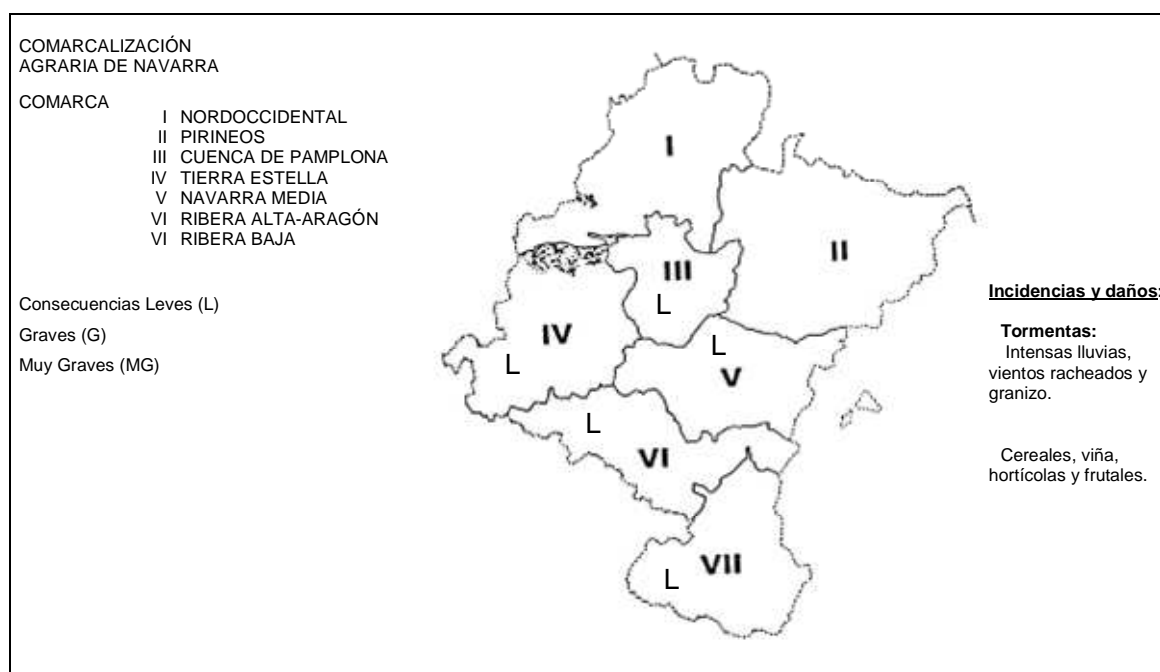 COMARCALIZACIÓN
AGRARIA DE NAVARRA
COMARCA
I NORDOCCIDENTAL
II PIRINEOS
III CUENCA DE PAMPLONA
IV TIERRA ESTELLA
V NAVARRA MEDIA
VI RIBERA ALTA-ARAGÓN
VI RIBERA BAJA
Consecuencias Leves (L)
Graves (G)
Muy Graves (MG)
I
II
III
L
IV
L
L
V
L
VI
VII
L
Incidencias y daños:
Tormentas:
Intensas lluvias,
vientos racheados y
granizo.
Cereales, viña,
hortícolas y frutales.